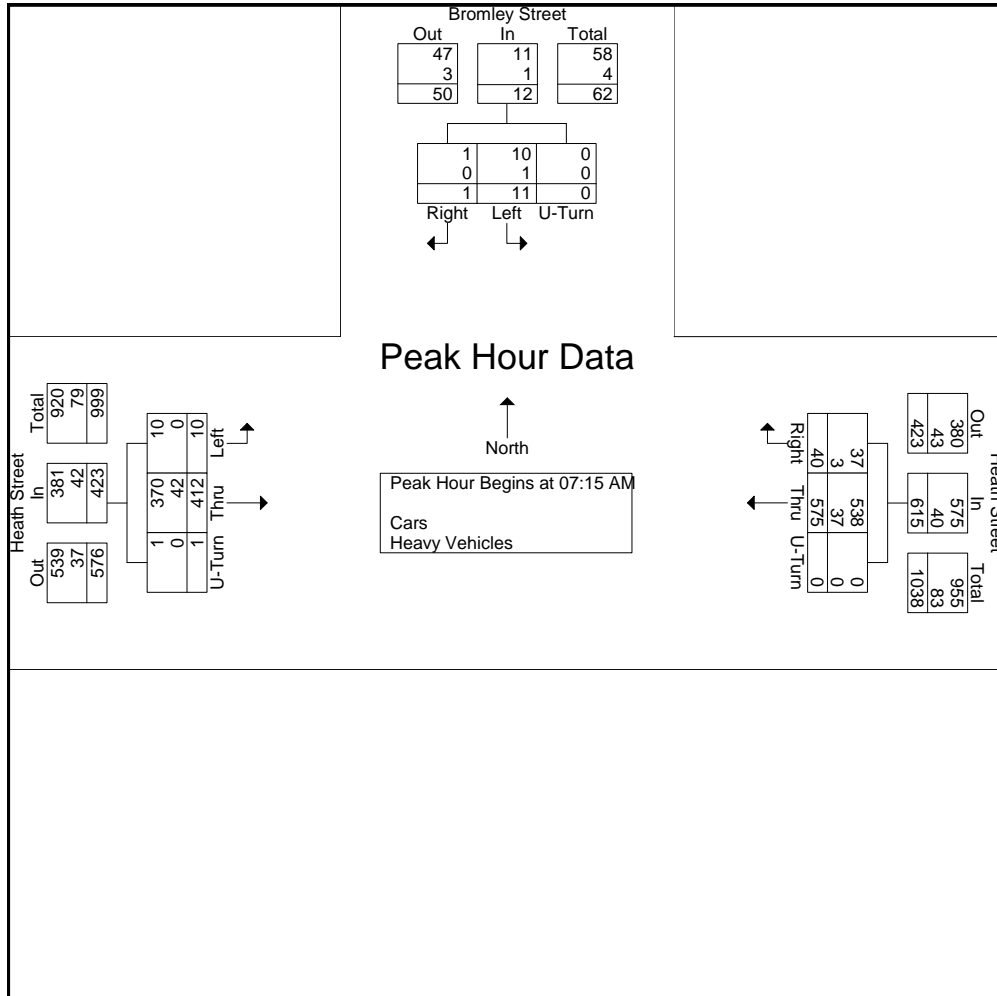 Bromley Street
Out In Total
47 11 58
3 1 4
50 12 62
1 10 0
0 1 0
1 11 0
Right Left U-Turn
Peak Hour Data
North
Peak Hour Begins at 07:15 AM
Cars
Heavy Vehicles
Heath Street
Out In Total
539 381 920
37 42 79
576 423 999
U-Turn Thru Left
1 370 10
0 42 0
1 412 10
Heath Street
Out In Total
380 575 955
43 40 83
423 615 1038
37 538 0
3 37 0
40 575 0
Right Thru U-Turn